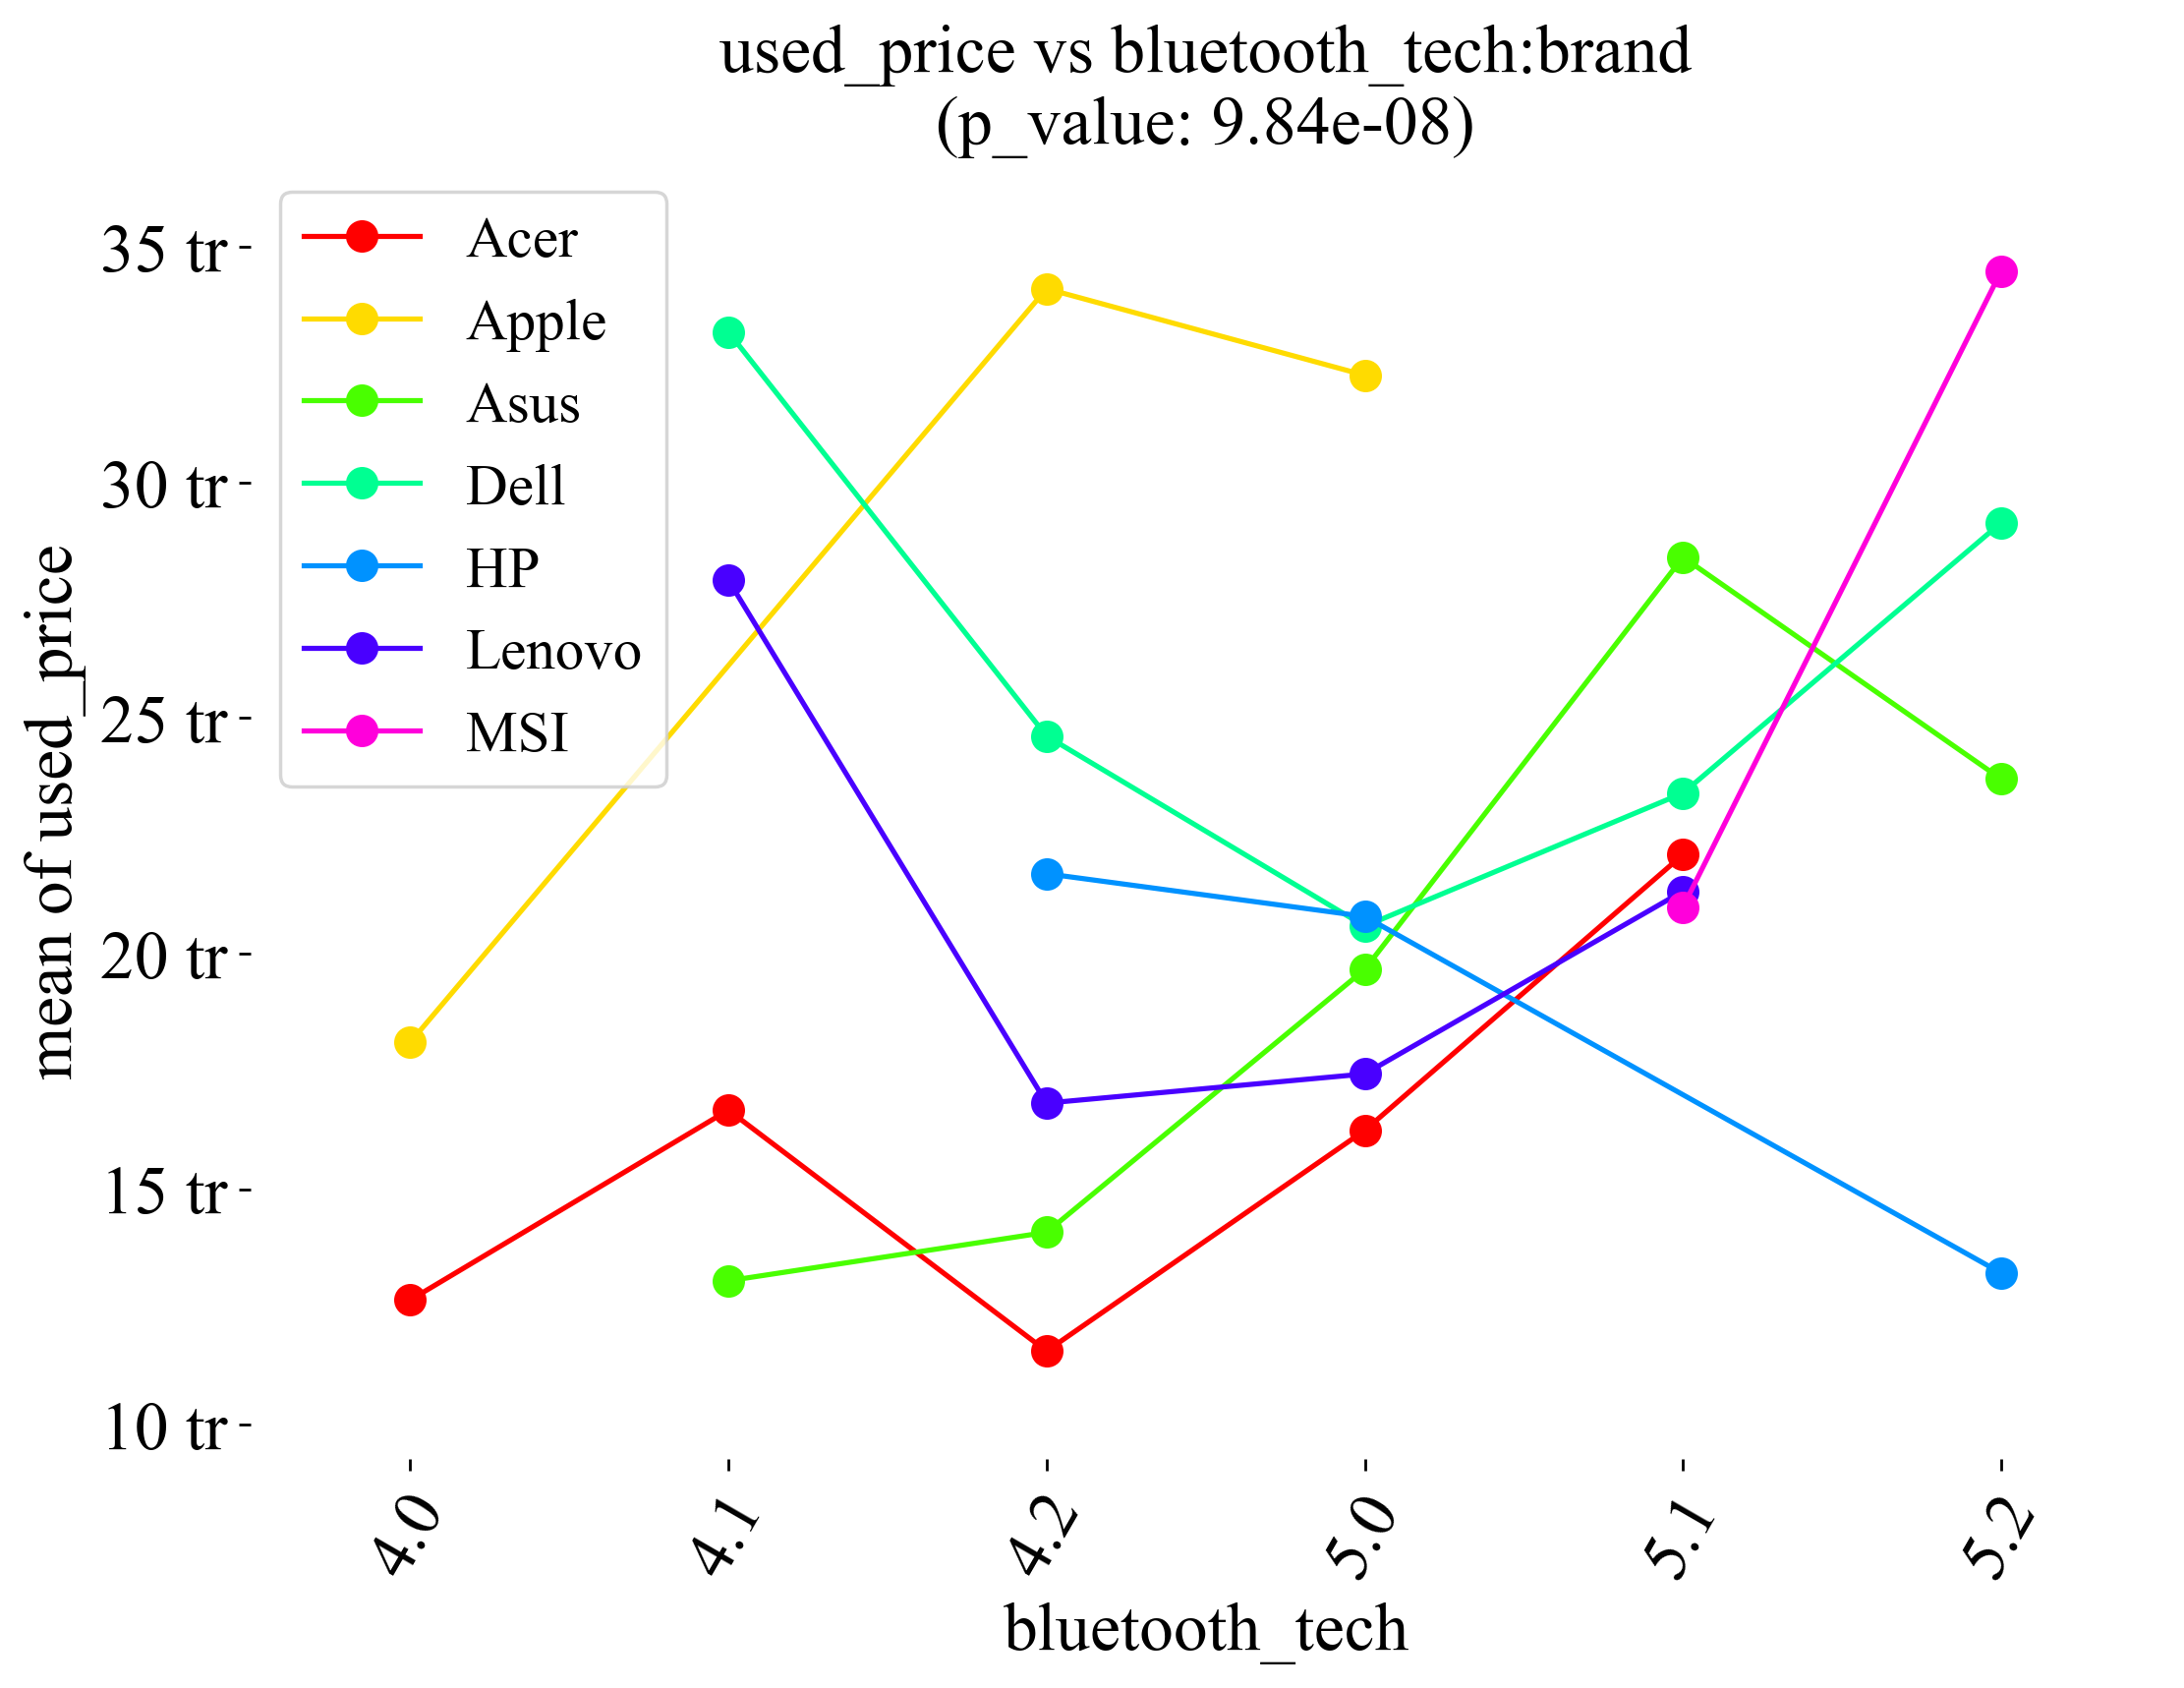 used_price vs bluetooth_tech:brand
(p_value: 9.84e-08)
mean of used_price
35 tr
30 tr
25 tr
20 tr
15 tr
10 tr
Acer
Apple
Asus
Dell
HP
Lenovo
MSI
4.0
4.1
4.2
5.0
5.1
5.2
bluetooth_tech